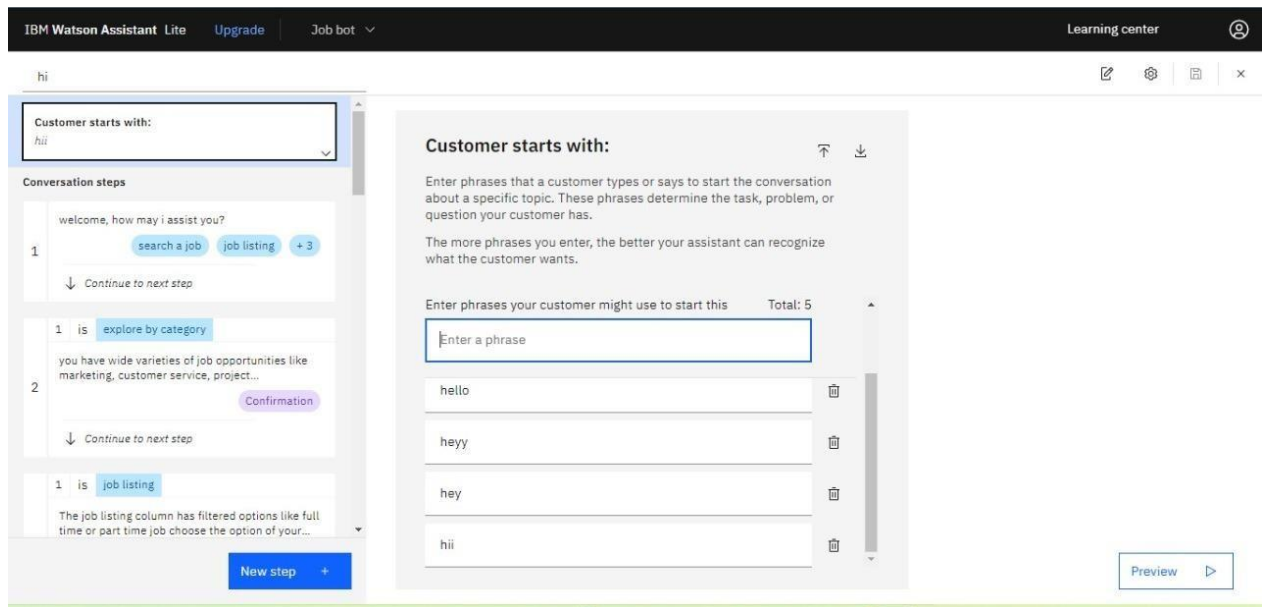 IBM Watson Assistant Lite Upgrade Job bot Learning center
hi
Customer starts with:
hii
Conversation steps
1
welcome, how may i assist you?
search a job job listing + 3
Continue to next step
2
1 is explore by category
you have wide varieties of job opportunities like
marketing, customer service, project...
Confirmation
Continue to next step
1 is job listing
The job listing column has filtered options like full
time or part time job choose the option of your...
New step +
Customer starts with:
Enter phrases that a customer types or says to start the conversation
about a specific topic. These phrases determine the task, problem, or
question your customer has.
The more phrases you enter, the better your assistant can recognize
what the customer wants.
Enter phrases your customer might use to start this Total: 5
Enter a phrase
hello
heyy
hey
hii
Preview